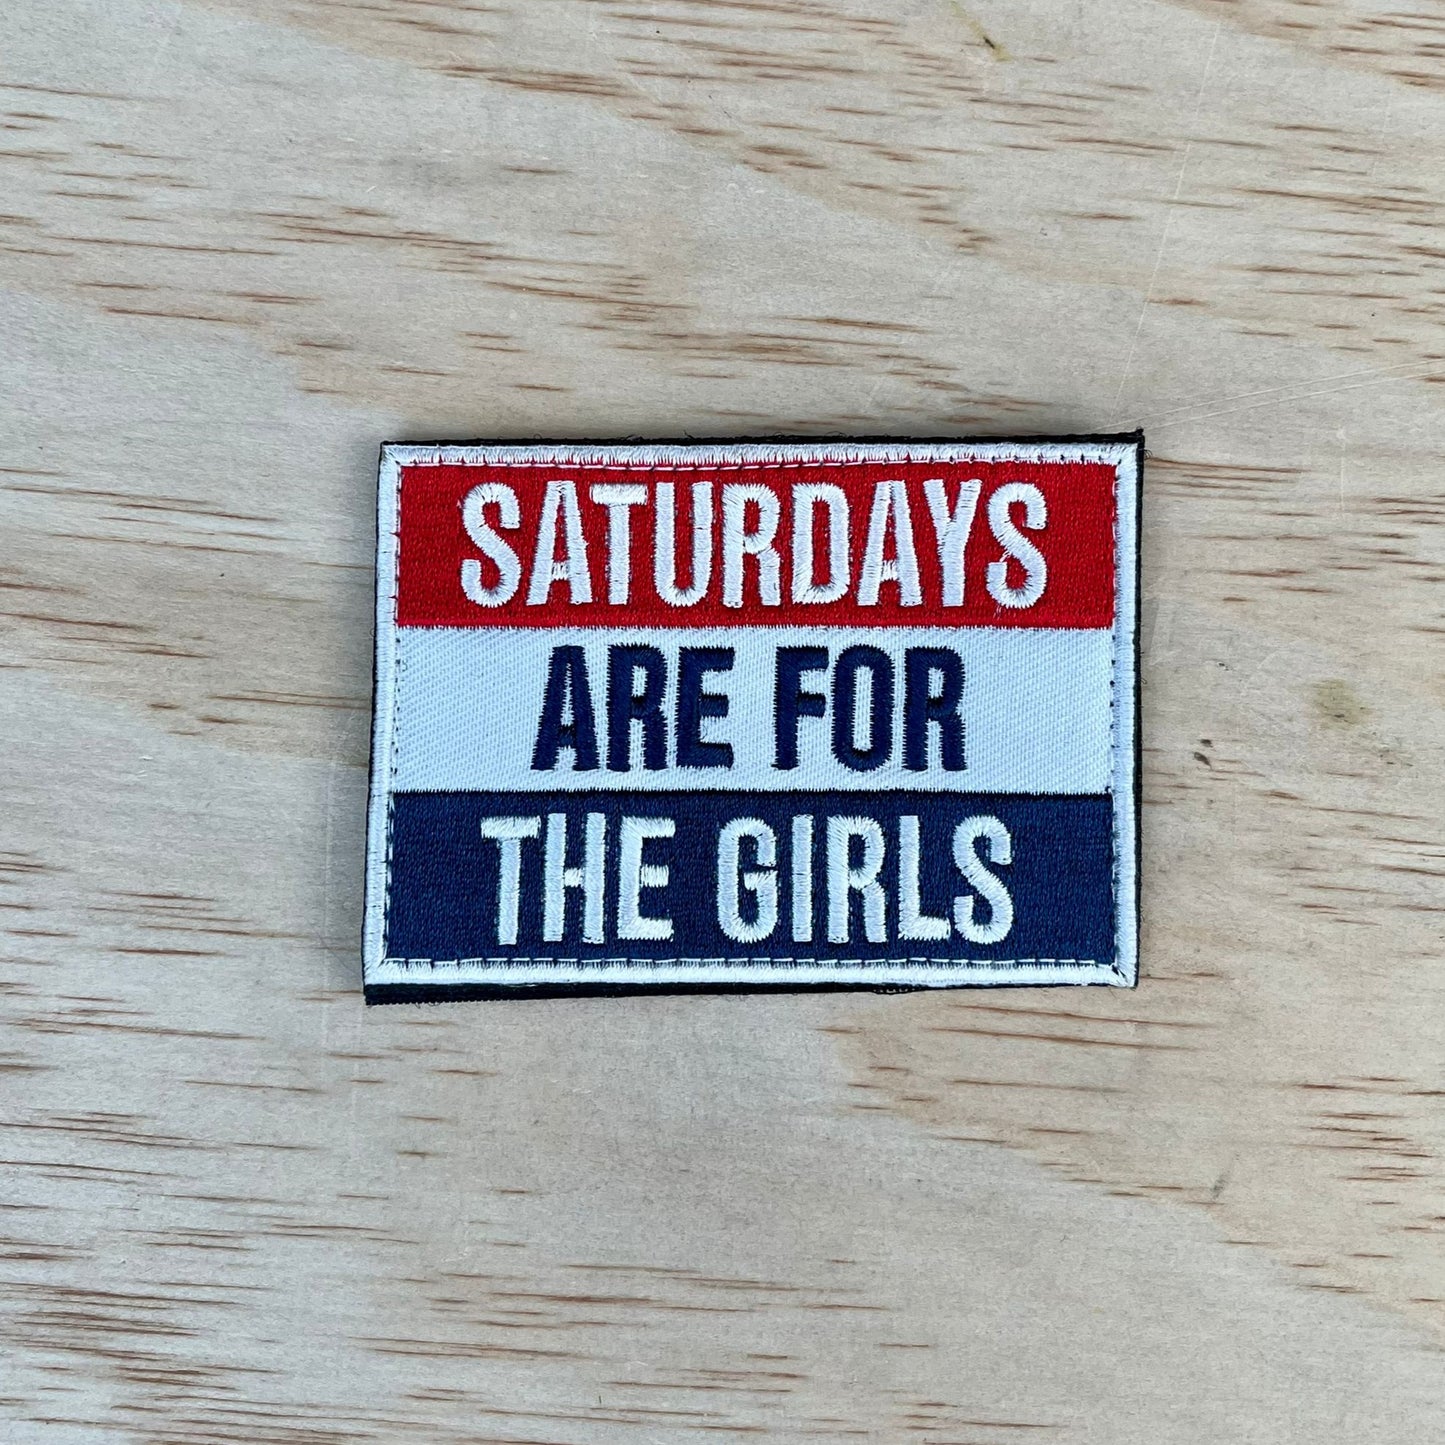 SATURDAYS
ARE FOR
THE GIRLS